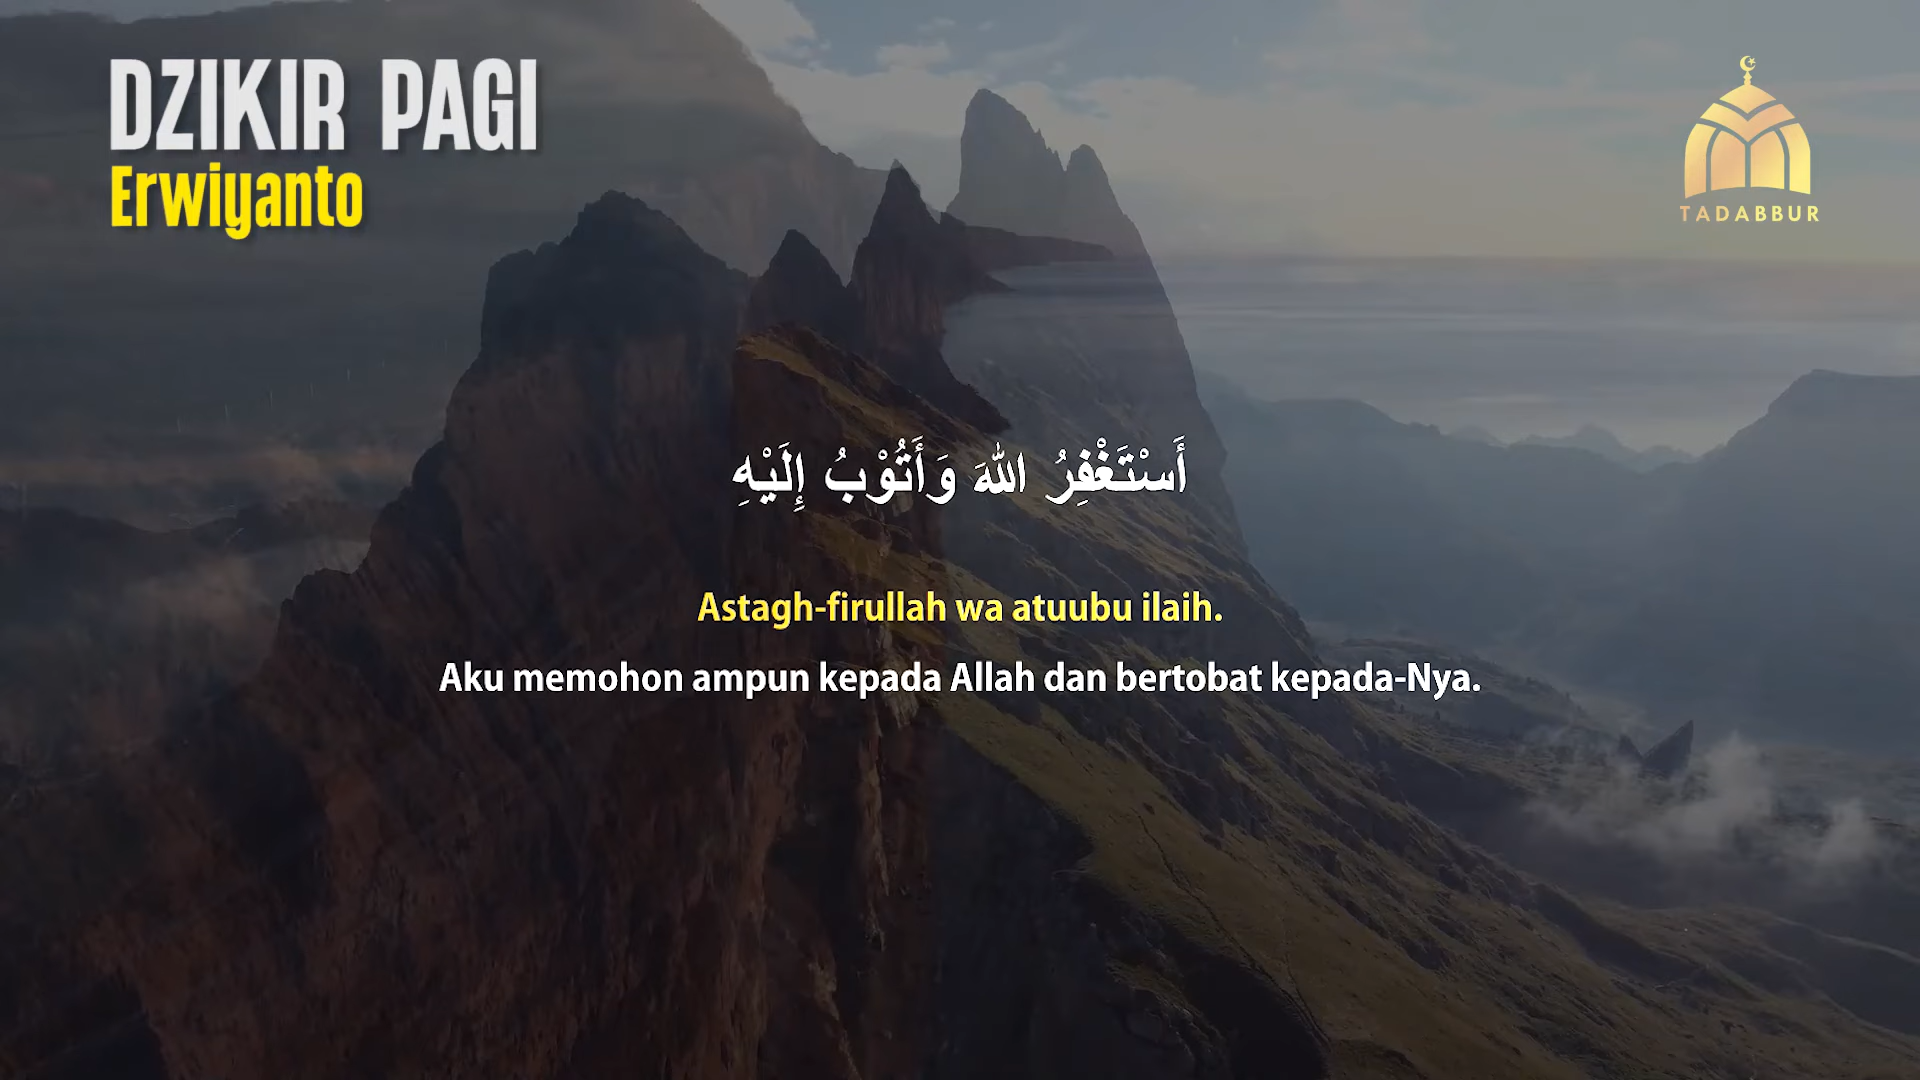 DZIKIR PAGI
Erwiyanto
TADABBUR
أَسْتَغْفِرُ اللهَ وَأَتُوْبُ إِلَيْهِ
Astagh-firullah wa atuubu ilaih.
Aku memohon ampun kepada Allah dan bertobat kepada-Nya.